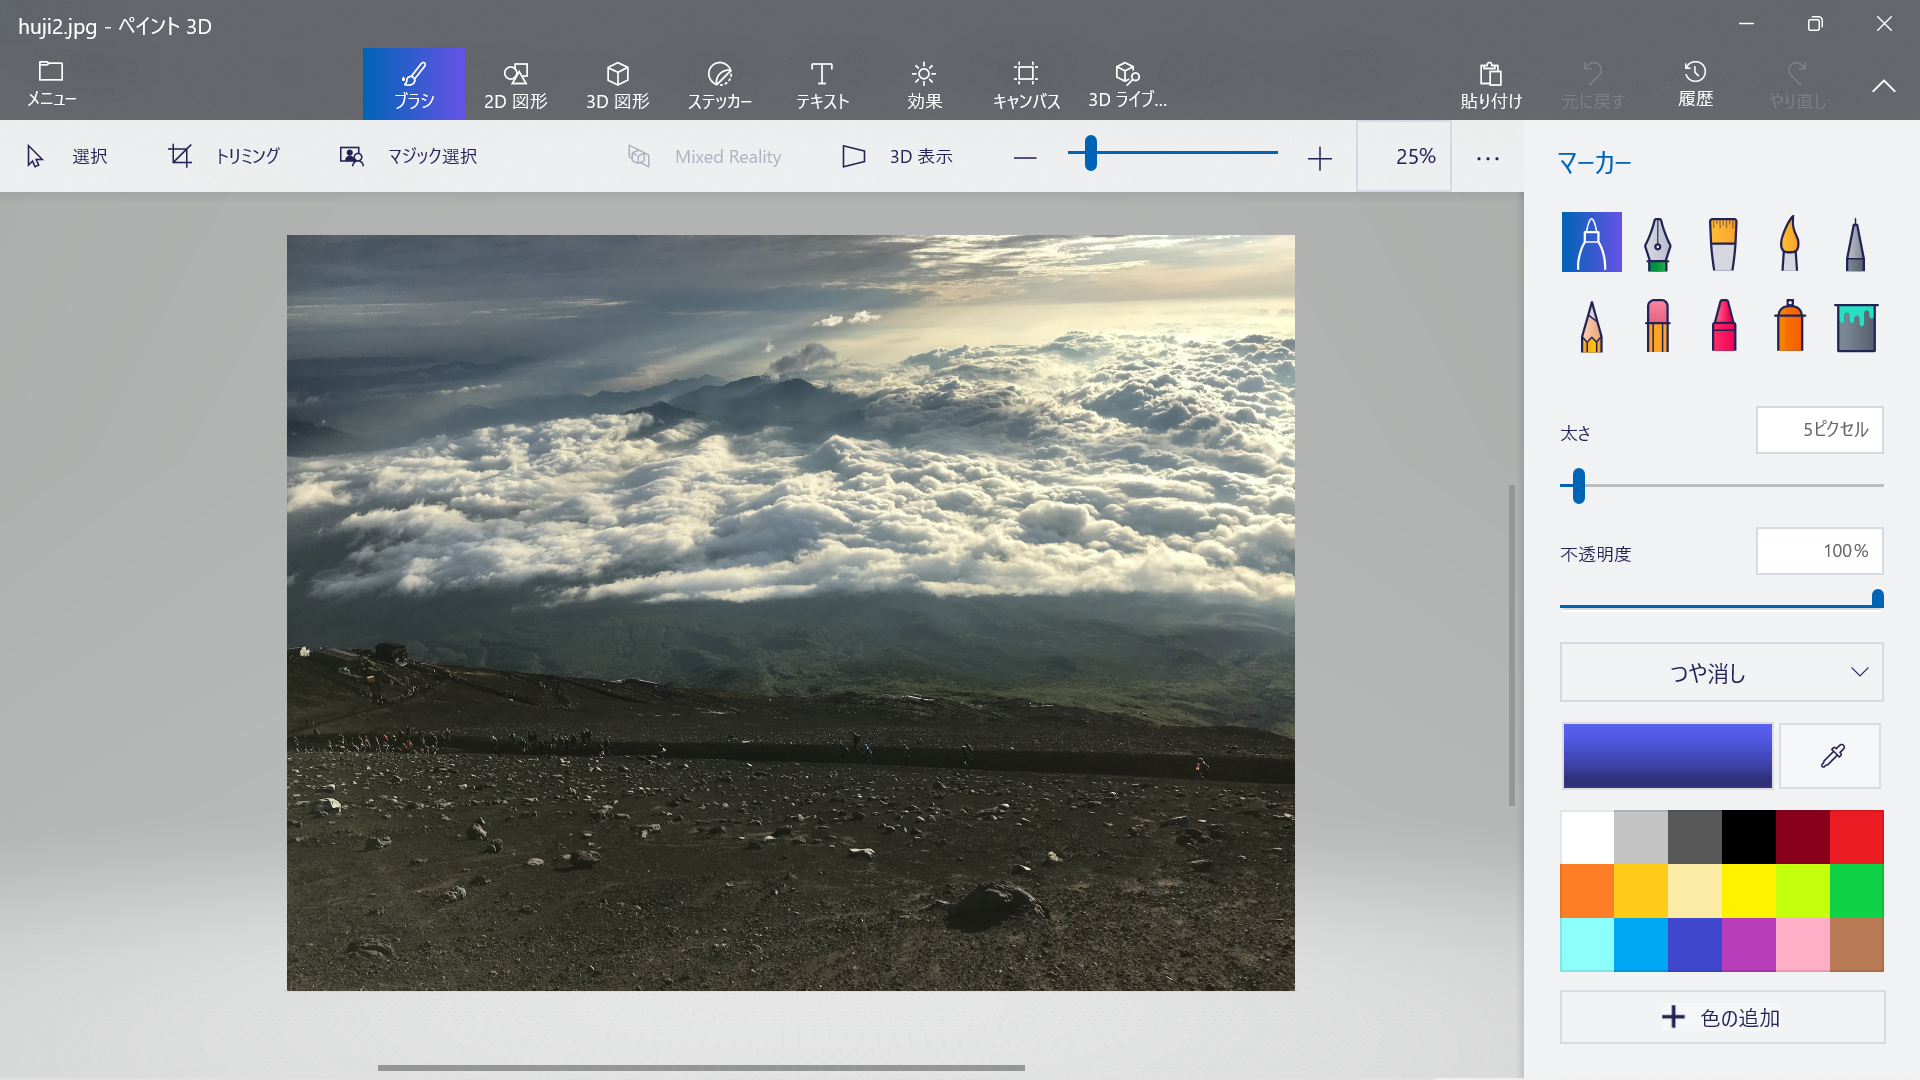 huji2.jpg - ペイント 3D
メニュー
ブラシ
2D 図形
3D 図形
ステッカー
テキスト
効果
キャンバス
3D ライブ...
貼り付け
元に戻す
履歴
やり直し
選択
トリミング
マジック選択
Mixed Reality
3D 表示
25%
マーカー
太さ
5ピクセル
不透明度
100%
つや消し
色の追加